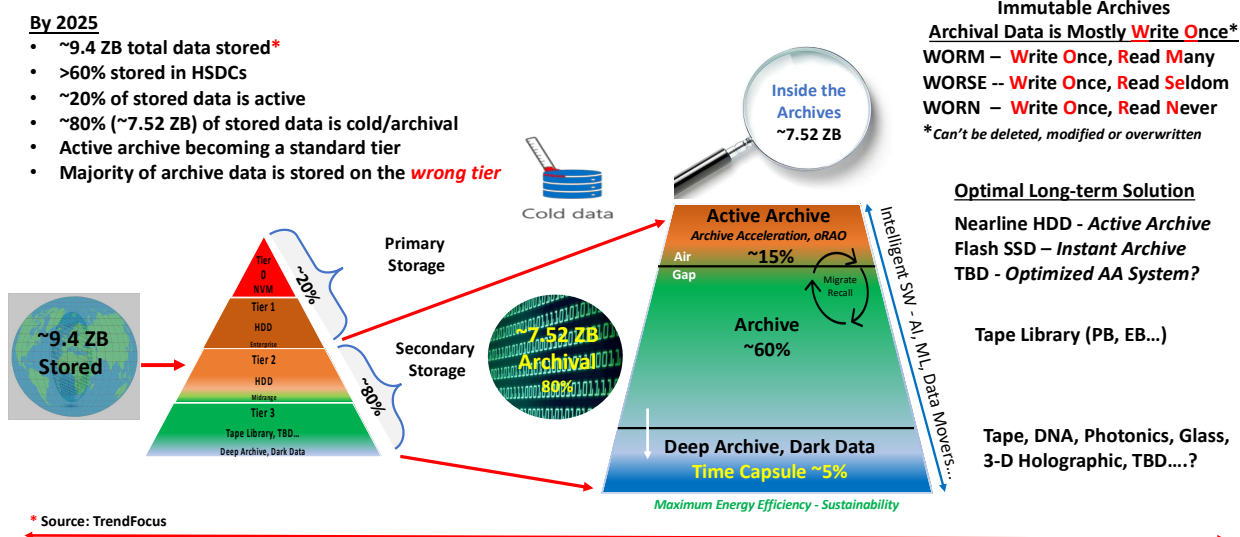 By 2025
• ~9.4 ZB total data stored*
• >60% stored in HSDCs
• ~20% of stored data is active
• ~80% (~7.52 ZB) of stored data is cold/archival
• Active archive becoming a standard tier
• Majority of archive data is stored on the wrong tier
Cold data
Inside the
Archives
~7.52 ZB
Immutable Archives
Archival Data is Mostly Write Once*
WORM – Write Once, Read Many
WORSE -- Write Once, Read Seldom
WORN – Write Once, Read Never
*Can't be deleted, modified or overwritten
~9.4 ZB
Stored
Tier
0
NVM
Tier 1
HDD
Enterprise
Tier 2
HDD
Midrange
Tier 3
Tape Library, TBD...
Deep Archive, Dark Data
~20%
~80%
Primary
Storage
Secondary
Storage
~7.52 ZB
Archival
80%
Active Archive
Archive Acceleration, oRAO
~15%
Air
Gap
Migrate
Recall
Archive
~60%
Deep Archive, Dark Data
Time Capsule ~5%
Maximum Energy Efficiency - Sustainability
Intelligent SW - AI, ML, Data Movers...
Optimal Long-term Solution
Nearline HDD - Active Archive
Flash SSD – Instant Archive
TBD - Optimized AA System?
Tape Library (PB, EB…)
Tape, DNA, Photonics, Glass,
3-D Holographic, TBD….?
* Source: TrendFocus